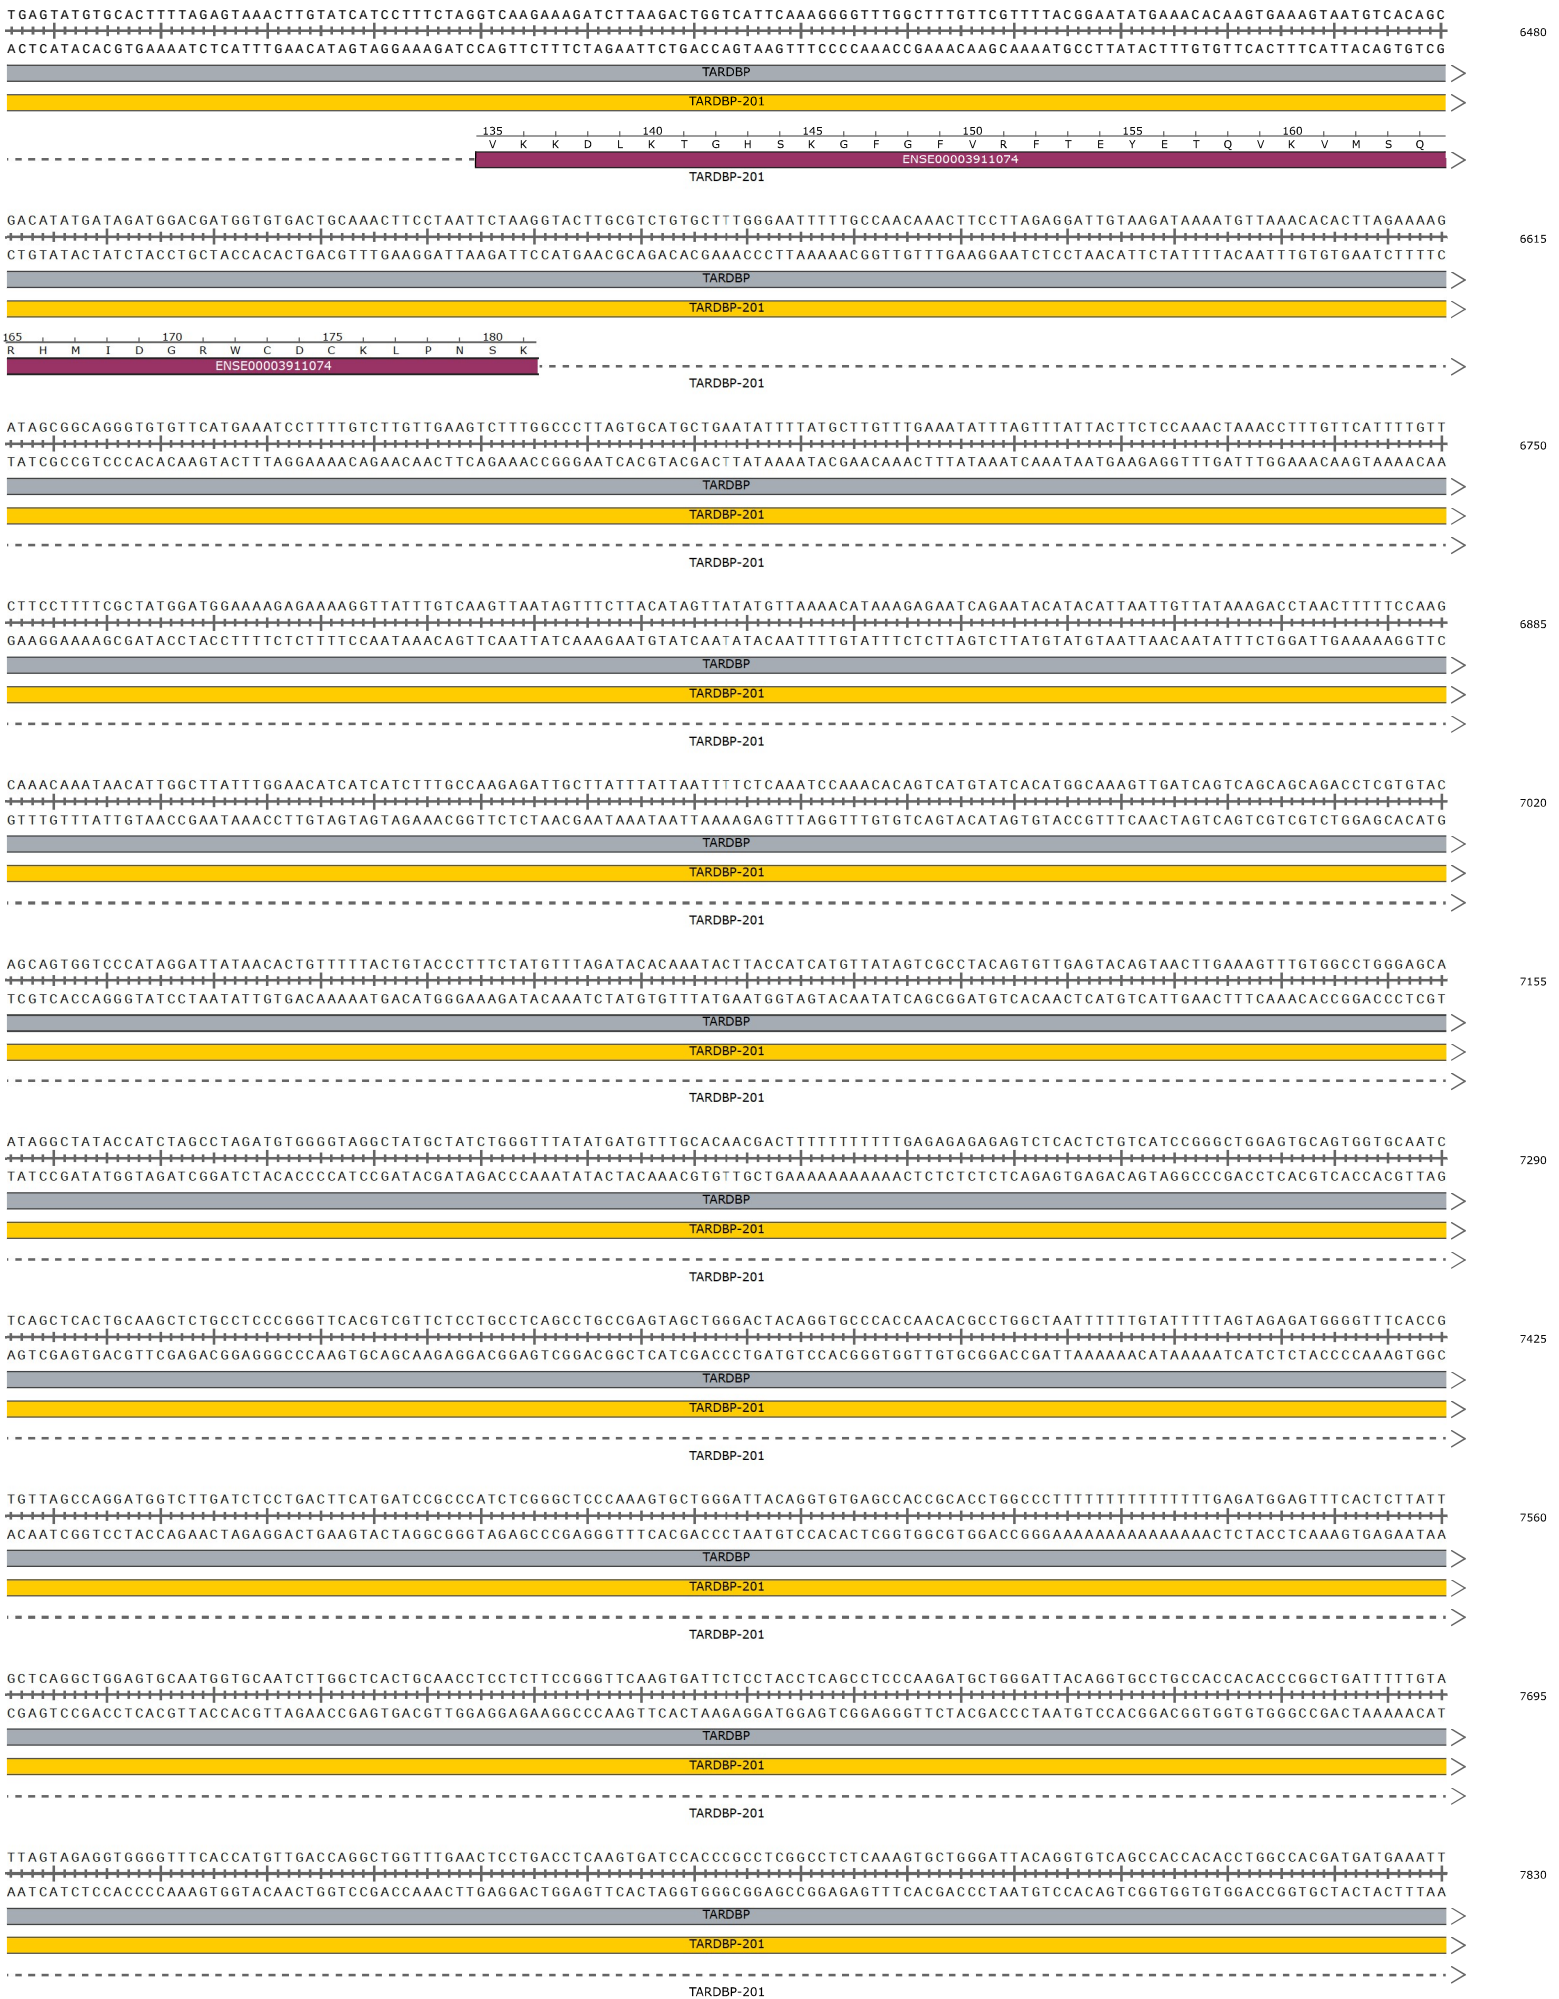 TGAGTATGTGCACTTTTAGAGTAAACTTGTATCATCCTTTCTAGGTCAAGAAAGATCTTAAGACTGGTCATTCAAAGGGGTTTGGCTTTGTTCGTTTTACGGAATATGAAACACAAGTGAAAGTAATGTCACAGC
6480
ACTCATACACGTGAAAATCTCATTTGAACATAGTAGGAAAGATCCAGTTCTTTCTAGAATTCTGACCAGTAAGTTTCCCCAAACCGAAACAAGCAAAATGCCTTATACTTTGTGTTCACTTTCATTACAGTGTCG
TARDBP
TARDBP-201
135 140 145 150 155 160
V K K D L K T G H S K G F G F V R F T E Y E T Q V K V M S Q
ENSE00003911074
TARDBP-201
GACATATGATAGATGGACGATGGTGTGACTGCAAACTTCCTAATTCTAAGGTACTTGCGTCTGTGCTTTGGGAATTTTTGCCAACAAACTTCCTTAGAGGATTGTAAGATAAAATGTTAAACACACTTAGAAAAG
6615
CTGTATACTATCTACCTGCTACCACACTGACGTTTGAAGGATTAAGATTCCATGAACGCAGACACGAAACCCTTAAAAACGGTTGTTTGAAGGAATCTCCTAACATTCTATTTTACAATTTGTGTGAATCTTTTC
TARDBP
TARDBP-201
165 170 175 180
R H M I D G R W C D C K L P N S K
ENSE00003911074
TARDBP-201
ATAGCGGCAGGGTGTGTTCATGAAATCCTTTTGTCTTGTTGAAGTCTTTGGCCCTTAGTGCATGCTGAATATTTTATGCTTGTTTGAAATATTTAGTTTATTACTTCTCCAAACTAAACCTTTGTTCATTTTGTT
6750
TATCGCCGTCCCACACAAGTACTTTAGGAAAACAGAACAACTTCAGAAACCGGGAATCACGTACGACTTATAAAATACGAACAAACTTTATAAATCAAATAATGAAGAGGTTTGATTTGGAAACAAGTAAAACAA
TARDBP
TARDBP-201
TARDBP-201
CTTCCTTTTCGCTATGGATGGAAAAGAGAAAAGGTTATTTGTCAAGTTAATAGTTTCTTACATAGTTATATGTTAAAACATAAAGAGAATCAGAATACATACATTAATTGTTATAAAGACCTAACTTTTTCCAAG
6885
GAAGGAAAAGCGATACCTACCTTTTCTCTTTTCCAATAAACAGTTCAATTATCAAAGAATGTATCAATATACAATTTTGTATTTCTCTTAGTCTTATGTATGTAATTAACAATATTTCTGGATTGAAAAAGGTTC
TARDBP
TARDBP-201
TARDBP-201
CAAACAAATAACATTGGCTTATTTGGAACATCATCATCTTTGCCAAGAGATTGCTTATTTATTAATTTTCTCAAATCCAAACACAGTCATGTATCACATGGCAAAGTTGATCAGTCAGCAGCAGACCTCGTGTAC
7020
GTTTGTTTATTGTAACCGAATAAACCTTGTAGTAGTAGAAACGGTTCTCTAACGAATAAATAATTAAAAGAGTTTAGGTTTGTGTCAGTACATAGTGTACCGTTTCAACTAGTCAGTCGTCGTCTGGAGCACATG
TARDBP
TARDBP-201
TARDBP-201
AGCAGTGGTCCCATAGGATTATAACACTGTTTTTACTGTACCCTTTCTATGTTTAGATACACAAATACTTACCATCATGTTATAGTCGCCTACAGTGTTGAGTACAGTAACTTGAAAGTTTGTGGCCTGGGAGCA
7155
TCGTCACCAGGGTATCCTAATATTGTGACAAAAATGACATGGGAAAGATACAAATCTATGTGTTTATGAATGGTAGTACAATATCAGCGGATGTCACAACTCATGTCATTGAACTTTCAAACACCGGACCCTCGT
TARDBP
TARDBP-201
TARDBP-201
ATAGGCTATACCATCTAGCCTAGATGTGGGGTAGGCTATGCTATCTGGGTTTATATGATGTTTGCACAACGACTTTTTTTTTTTGAGAGAGAGAGTCTCACTCTGTCATCCGGGCTGGAGTGCAGTGGTGCAATC
7290
TATCCGATATGGTAGATCGGATCTACACCCCATCCGATACGATAGACCCAAATATACTACAAACGTGTTGCTGAAAAAAAAAAACTCTCTCTCTCAGAGTGAGACAGTAGGCCCGACCTCACGTCACCACGTTAG
TARDBP
TARDBP-201
TARDBP-201
TCAGCTCACTGCAAGCTCTGCCTCCCGGGTTCACGTCGTTCTCCTGCCTCAGCCTGCCGAGTAGCTGGGACTACAGGTGCCCACCAACACGCCTGGCTAATTTTTTGTATTTTTAGTAGAGATGGGGTTTCACCG
7425
AGTCGAGTGACGTTCGAGACGGAGGGCCCAAGTGCAGCAAGAGGACGGAGTCGGACGGCTCATCGACCCTGATGTCCACGGGTGGTTGTGCGGACCGATTAAAAAACATAAAAATCATCTCTACCCCAAAGTGGC
TARDBP
TARDBP-201
TARDBP-201
TGTTAGCCAGGATGGTCTTGATCTCCTGACTTCATGATCCGCCCATCTCGGGCTCCCAAAGTGCTGGGATTACAGGTGTGAGCCACCGCACCTGGCCCTTTTTTTTTTTTTTTGAGATGGAGTTTCACTCTTATT
7560
ACAATCGGTCCTACCAGAACTAGAGGACTGAAGTACTAGGCGGGTAGAGCCCGAGGGTTTCACGACCCTAATGTCCACACTCGGTGGCGTGGACCGGGAAAAAAAAAAAAAAACTCTACCTCAAAGTGAGAATAA
TARDBP
TARDBP-201
TARDBP-201
GCTCAGGCTGGAGTGCAATGGTGCAATCTTGGCTCACTGCAACCTCCTCTTCCGGGTTCAAGTGATTCTCCTACCTCAGCCTCCCAAGATGCTGGGATTACAGGTGCCTGCCACCACACCCGGCTGATTTTTGTA
7695
CGAGTCCGACCTCACGTTACCACGTTAGAACCGAGTGACGTTGGAGGAGAAGGCCCAAGTTCACTAAGAGGATGGAGTCGGAGGGTTCTACGACCCTAATGTCCACGGACGGTGGTGTGGGCCGACTAAAAACAT
TARDBP
TARDBP-201
TARDBP-201
TTAGTAGAGGTGGGGTTTCACCATGTTGACCAGGCTGGTTTGAACTCCTGACCTCAAGTGATCCACCCGCCTCGGCCTCTCAAAGTGCTGGGATTACAGGTGTCAGCCACCACACCTGGCCACGATGATGAAATT
7830
AATCATCTCCACCCCAAAGTGGTACAACTGGTCCGACCAAACTTGAGGACTGGAGTTCACTAGGTGGGCGGAGCCGGAGAGTTTCACGACCCTAATGTCCACAGTCGGTGGTGTGGACCGGTGCTACTACTTTAA
TARDBP
TARDBP-201
TARDBP-201